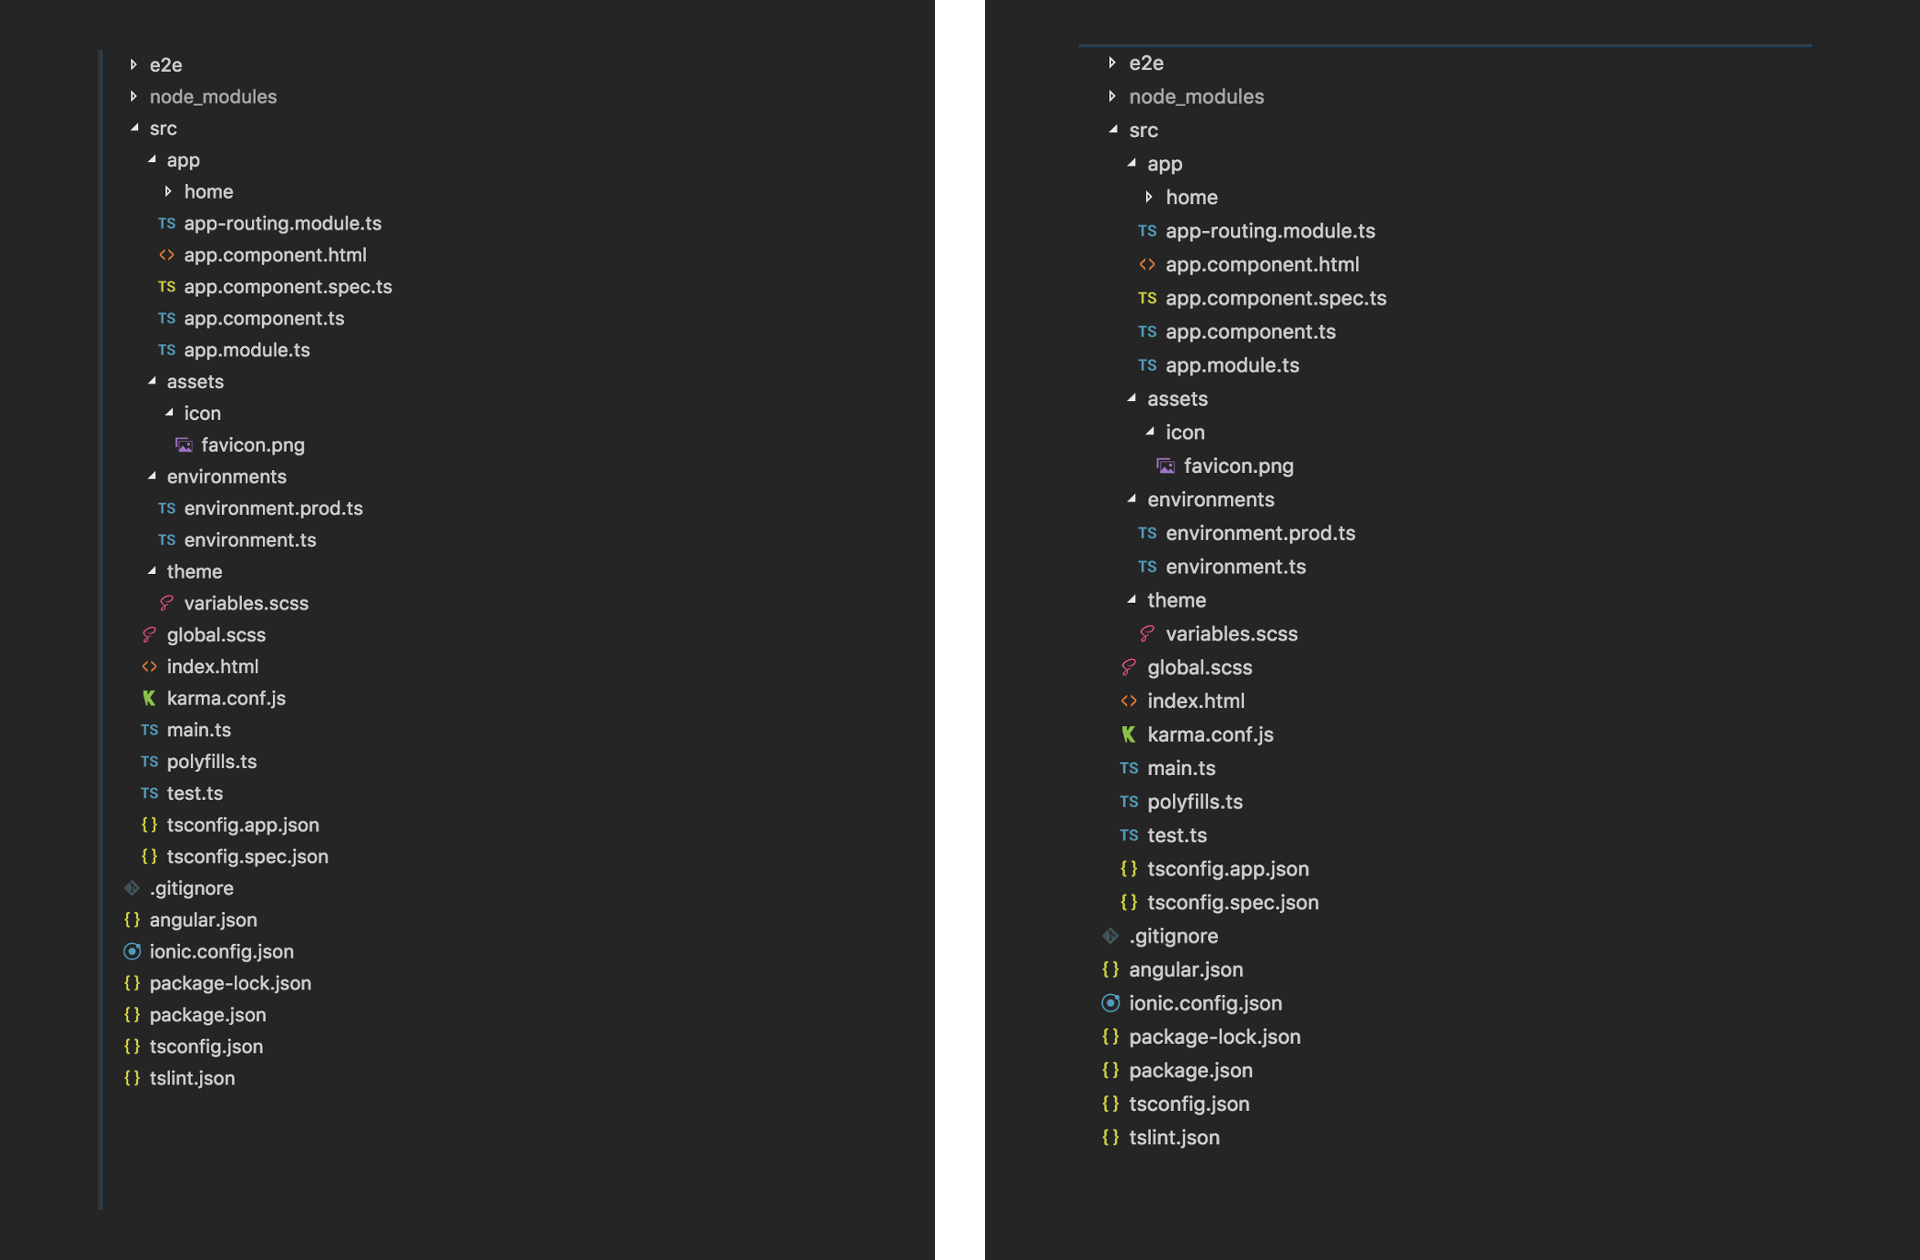 e2e
node_modules
src
app
home
TS app-routing.module.ts
<> app.component.html
TS app.component.spec.ts
TS app.component.ts
TS app.module.ts
assets
icon
favicon.png
environments
TS environment.prod.ts
TS environment.ts
theme
variables.scss
global.scss
<> index.html
karma.conf.js
TS main.ts
TS polyfills.ts
TS test.ts
{} tsconfig.app.json
{} tsconfig.spec.json
.gitignore
{} angular.json
ionic.config.json
{} package-lock.json
{} package.json
{} tsconfig.json
{} tslint.json
e2e
node_modules
src
app
home
TS app-routing.module.ts
<> app.component.html
TS app.component.spec.ts
TS app.component.ts
TS app.module.ts
assets
icon
favicon.png
environments
TS environment.prod.ts
TS environment.ts
theme
variables.scss
global.scss
<> index.html
karma.conf.js
TS main.ts
TS polyfills.ts
TS test.ts
{} tsconfig.app.json
{} tsconfig.spec.json
.gitignore
{} angular.json
ionic.config.json
{} package-lock.json
{} package.json
{} tsconfig.json
{} tslint.json